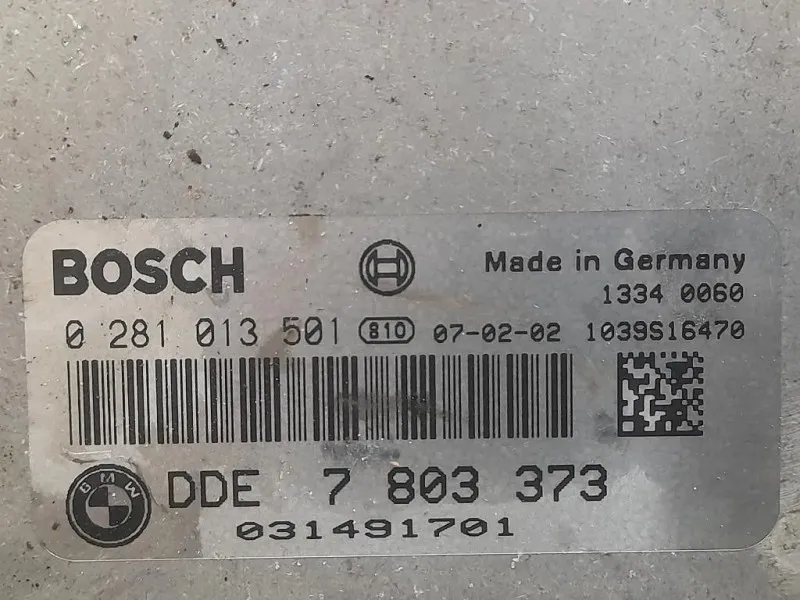 BOSCH
Made in Germany
1334 0060
0 281 013 501 810 07-02-02 1039S16470
BMW DDE 7 803 373
031491701